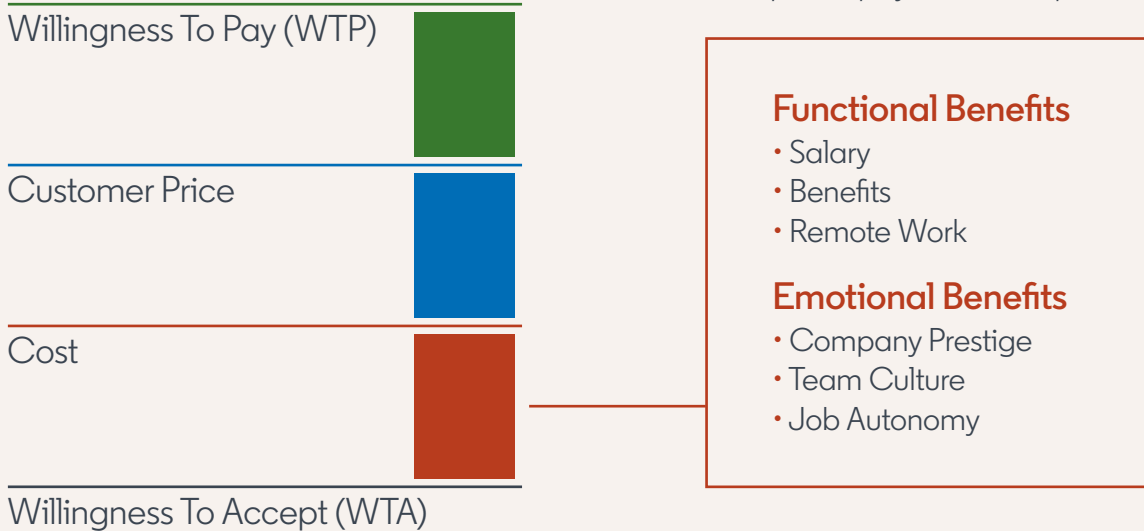 Willingness To Pay (WTP)
Customer Price
Cost
Willingness To Accept (WTA)
Functional Benefits
• Salary
• Benefits
• Remote Work
Emotional Benefits
• Company Prestige
• Team Culture
• Job Autonomy